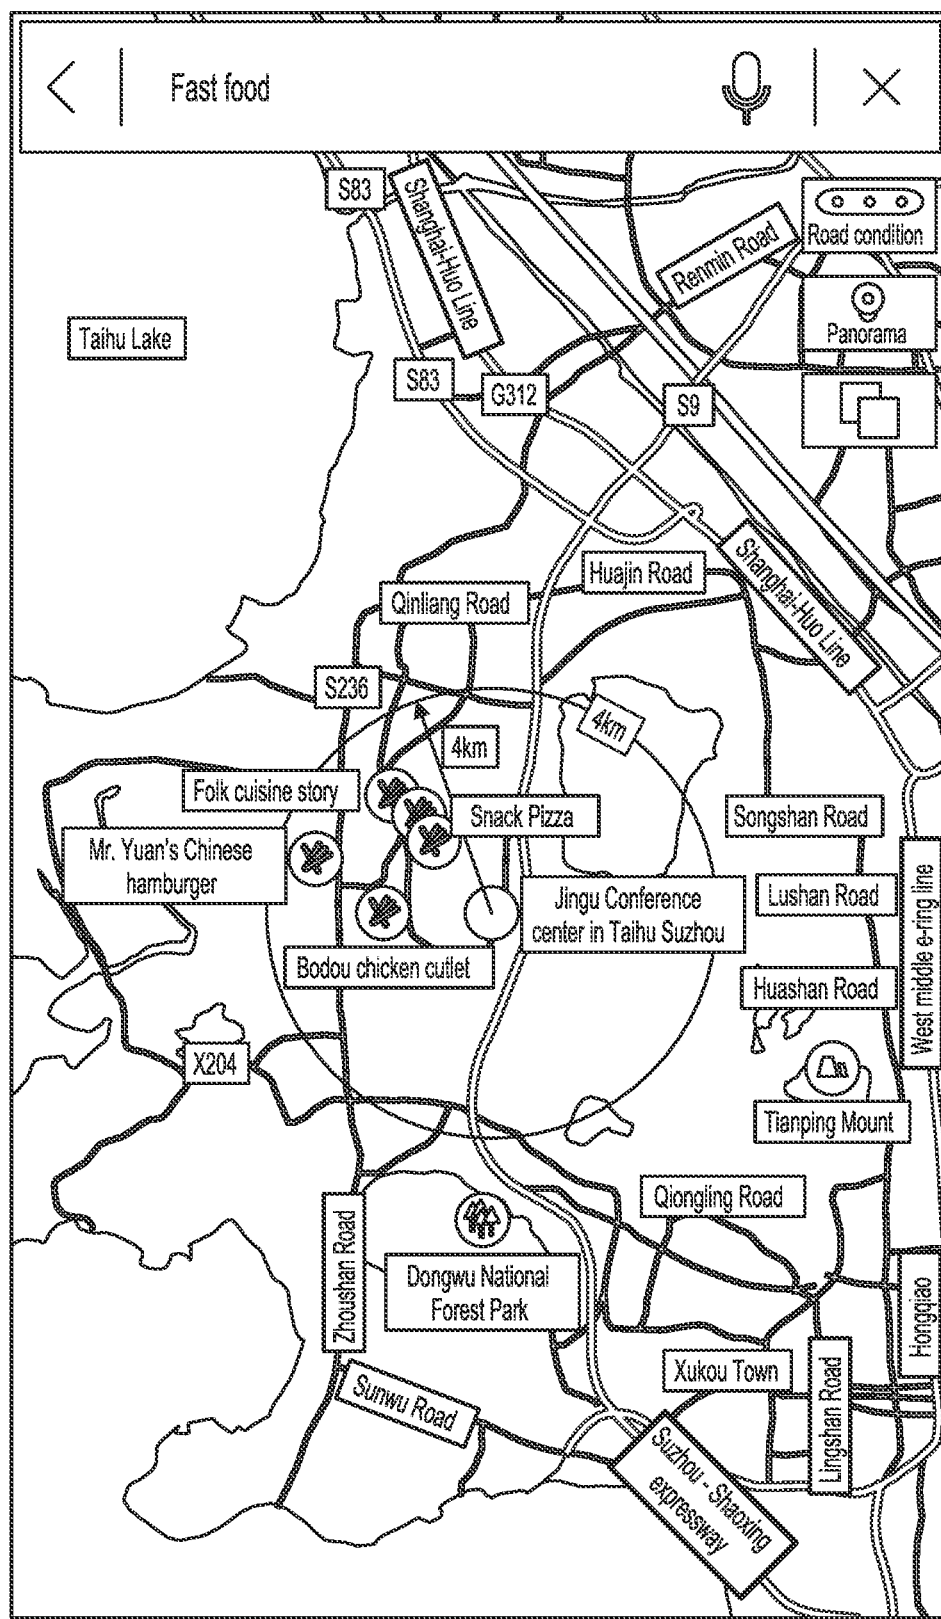 Fast food
S83
Shanghai-Huo Line
Road condition
Renmin Road
Taihu Lake
Panorama
S83
G312
S9
Shanghai-Huo Line
Huajin Road
Qinliang Road
S236
4km
4km
Folk cuisine story
Snack Pizza
Songshan Road
Mr. Yuan's Chinese
hamburger
Jingu Conference
center in Taihu Suzhou
Lushan Road
West middle e-ring line
Bodou chicken cutlet
Huashan Road
X204
Tianping Mount
Qiongling Road
Zhoushan Road
Dongwu National
Forest Park
Hongqiao
Xukou Town
Lingshan Road
Sunwu Road
Suzhou - Shaoxing
expressway